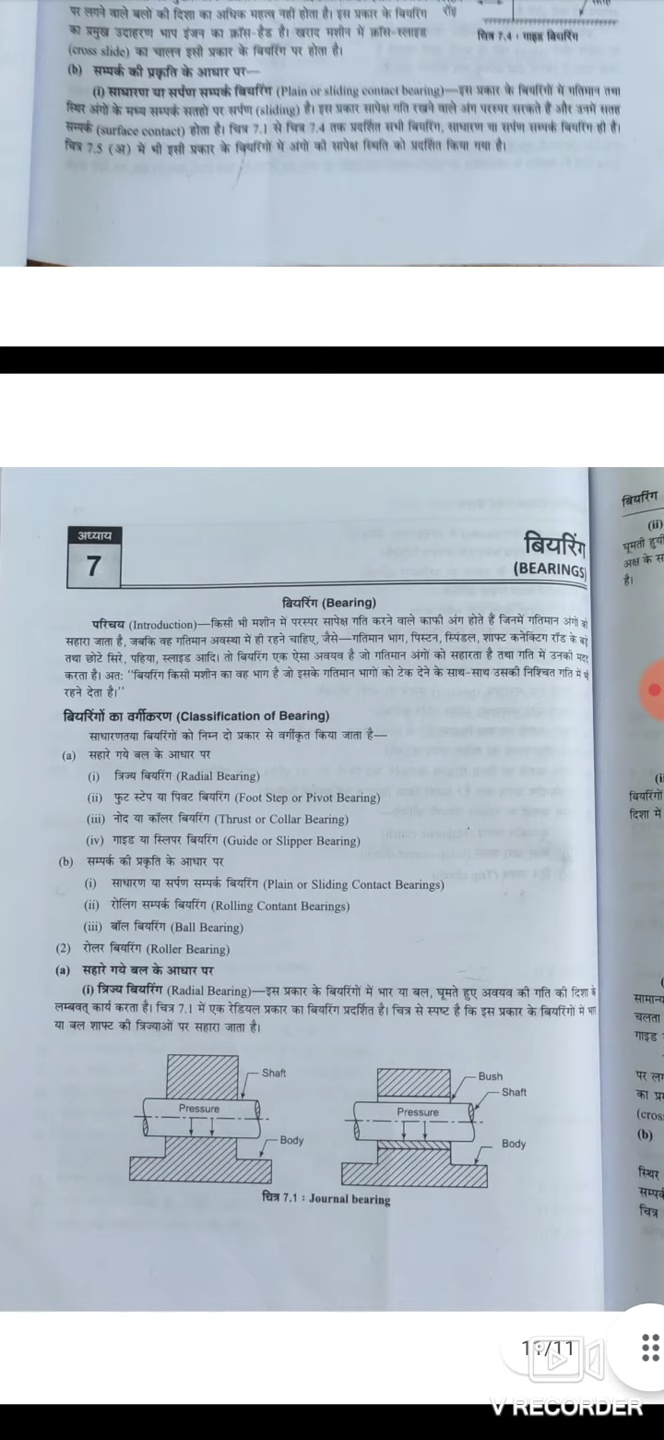 पर लगने वाले बलों की दिशा का अधिक महत्व नहीं होता है। इस प्रकार के बियरिंग
का प्रमुख उदाहरण भाप इंजन का क्रॉस-हैड है। खराद मशीन में क्रॉस-स्लाइड
(cross slide) का चालन इसी प्रकार के बियरिंग पर होता है।
चित्र 7.4 : गाइड बियरिंग
(b) सम्पर्क की प्रकृति के आधार पर—
(i) साधारण या सर्पण सम्पर्क बियरिंग (Plain or sliding contact bearing)—इस प्रकार के बियरिंगों में गतिमान तथा
स्थिर अंगों के मध्य सम्पर्क सतहों पर सर्पण (sliding) है। इस प्रकार सापेक्ष गति रखने वाले अंग परस्पर सरकते हैं और उनमें सतह
सम्पर्क (surface contact) होता है। चित्र 7.1 से चित्र 7.4 तक प्रदर्शित सभी बियरिंग, साधारण या सर्पण सम्पर्क बियरिंग ही हैं।
चित्र 7.5 (अ) में भी इसी प्रकार के बियरिंगों में अंगों की सापेक्ष स्थिति को प्रदर्शित किया गया है।
अध्याय
7
बियरिंग
(BEARINGS)
बियरिंग (Bearing)
परिचय (Introduction)—किसी भी मशीन में परस्पर सापेक्ष गति करने वाले काफी अंग होते हैं जिनमें गतिमान अंगों को
सहारा जाता है, जबकि वह गतिमान अवस्था में ही रहने चाहिए, जैसे—गतिमान भाग, पिस्टन, स्पिंडल, शाफ्ट कनेक्टिंग रॉड के बड़े
तथा छोटे सिरे, पहिया, स्लाइड आदि। तो बियरिंग एक ऐसा अवयव है जो गतिमान अंगों को सहारता है तथा गति में उनकी मदद
करता है। अतः ‘‘बियरिंग किसी मशीन का वह भाग है जो इसके गतिमान भागों को टेक देने के साथ-साथ उसकी निश्चित गति में भी
रहने देता है।’’
बियरिंगों का वर्गीकरण (Classification of Bearing)
साधारणतया बियरिंगों को निम्न दो प्रकार से वर्गीकृत किया जाता है—
(a) सहारे गये बल के आधार पर
(i) त्रिज्य बियरिंग (Radial Bearing)
(ii) फुट स्टेप या पिवट बियरिंग (Foot Step or Pivot Bearing)
(iii) नोद या कॉलर बियरिंग (Thrust or Collar Bearing)
(iv) गाइड या स्लिपर बियरिंग (Guide or Slipper Bearing)
(b) सम्पर्क की प्रकृति के आधार पर
(i) साधारण या सर्पण सम्पर्क बियरिंग (Plain or Sliding Contact Bearings)
(ii) रोलिंग सम्पर्क बियरिंग (Rolling Contant Bearings)
(iii) बॉल बियरिंग (Ball Bearing)
(2) रोलर बियरिंग (Roller Bearing)
(a) सहारे गये बल के आधार पर
(i) त्रिज्य बियरिंग (Radial Bearing)—इस प्रकार के बियरिंगों में भार या बल, घूमते हुए अवयव की गति की दिशा के
लम्बवत् कार्य करता है। चित्र 7.1 में एक रेडियल प्रकार का बियरिंग प्रदर्शित है। चित्र से स्पष्ट है कि इस प्रकार के बियरिंगों में भार
या बल शाफ्ट की त्रिज्याओं पर सहारा जाता है।
Shaft
Pressure
Body
Bush
Shaft
Pressure
Body
चित्र 7.1 : Journal bearing
बियरिंग
(ii)
घूमती हुयी
अक्ष के
है।
बियरिंगों
दिशा में
सामान्य
चलता
गाइड
पर
का
(b)
स्थिर
चित्र
11/11
V RECORDER